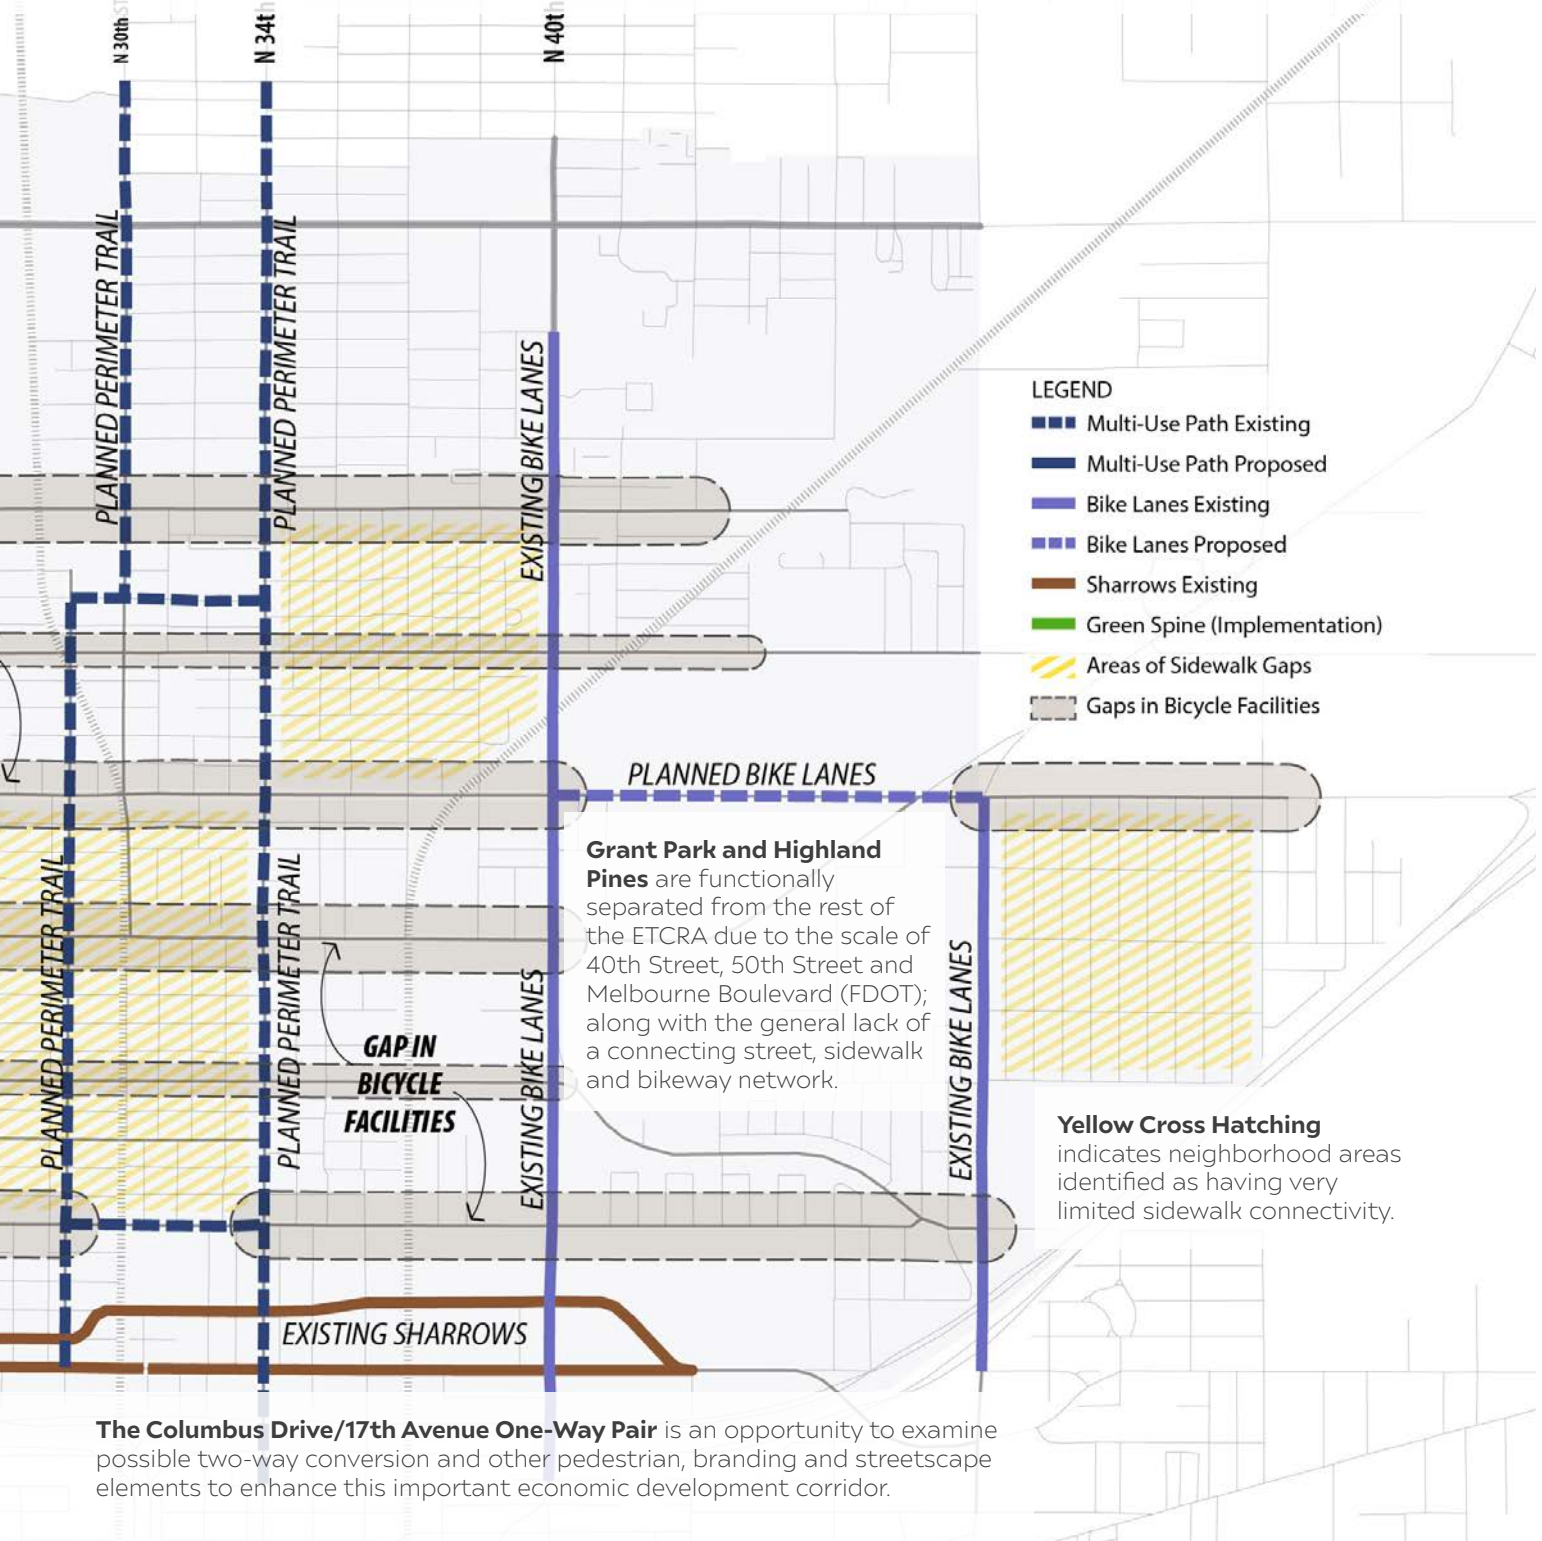 N 30th ST
N 34th
N 40th
PLANNED PERIMETER TRAIL
PLANNED PERIMETER TRAIL
EXISTING BIKE LANES
LEGEND
Multi-Use Path Existing
Multi-Use Path Proposed
Bike Lanes Existing
Bike Lanes Proposed
Sharrows Existing
Green Spine (Implementation)
Areas of Sidewalk Gaps
Gaps in Bicycle Facilities
PLANNED BIKE LANES
Grant Park and Highland
Pines are functionally
separated from the rest of
the ETCRA due to the scale of
40th Street, 50th Street and
Melbourne Boulevard (FDOT);
along with the general lack of
a connecting street, sidewalk
and bikeway network.
PLANNED PERIMETER TRAIL
PLANNED PERIMETER TRAIL
GAP IN
BICYCLE
FACILITIES
EXISTING BIKE LANES
EXISTING BIKE LANES
Yellow Cross Hatching
indicates neighborhood areas
identified as having very
limited sidewalk connectivity.
EXISTING SHARROWS
The Columbus Drive/17th Avenue One-Way Pair is an opportunity to examine
possible two-way conversion and other pedestrian, branding and streetscape
elements to enhance this important economic development corridor.